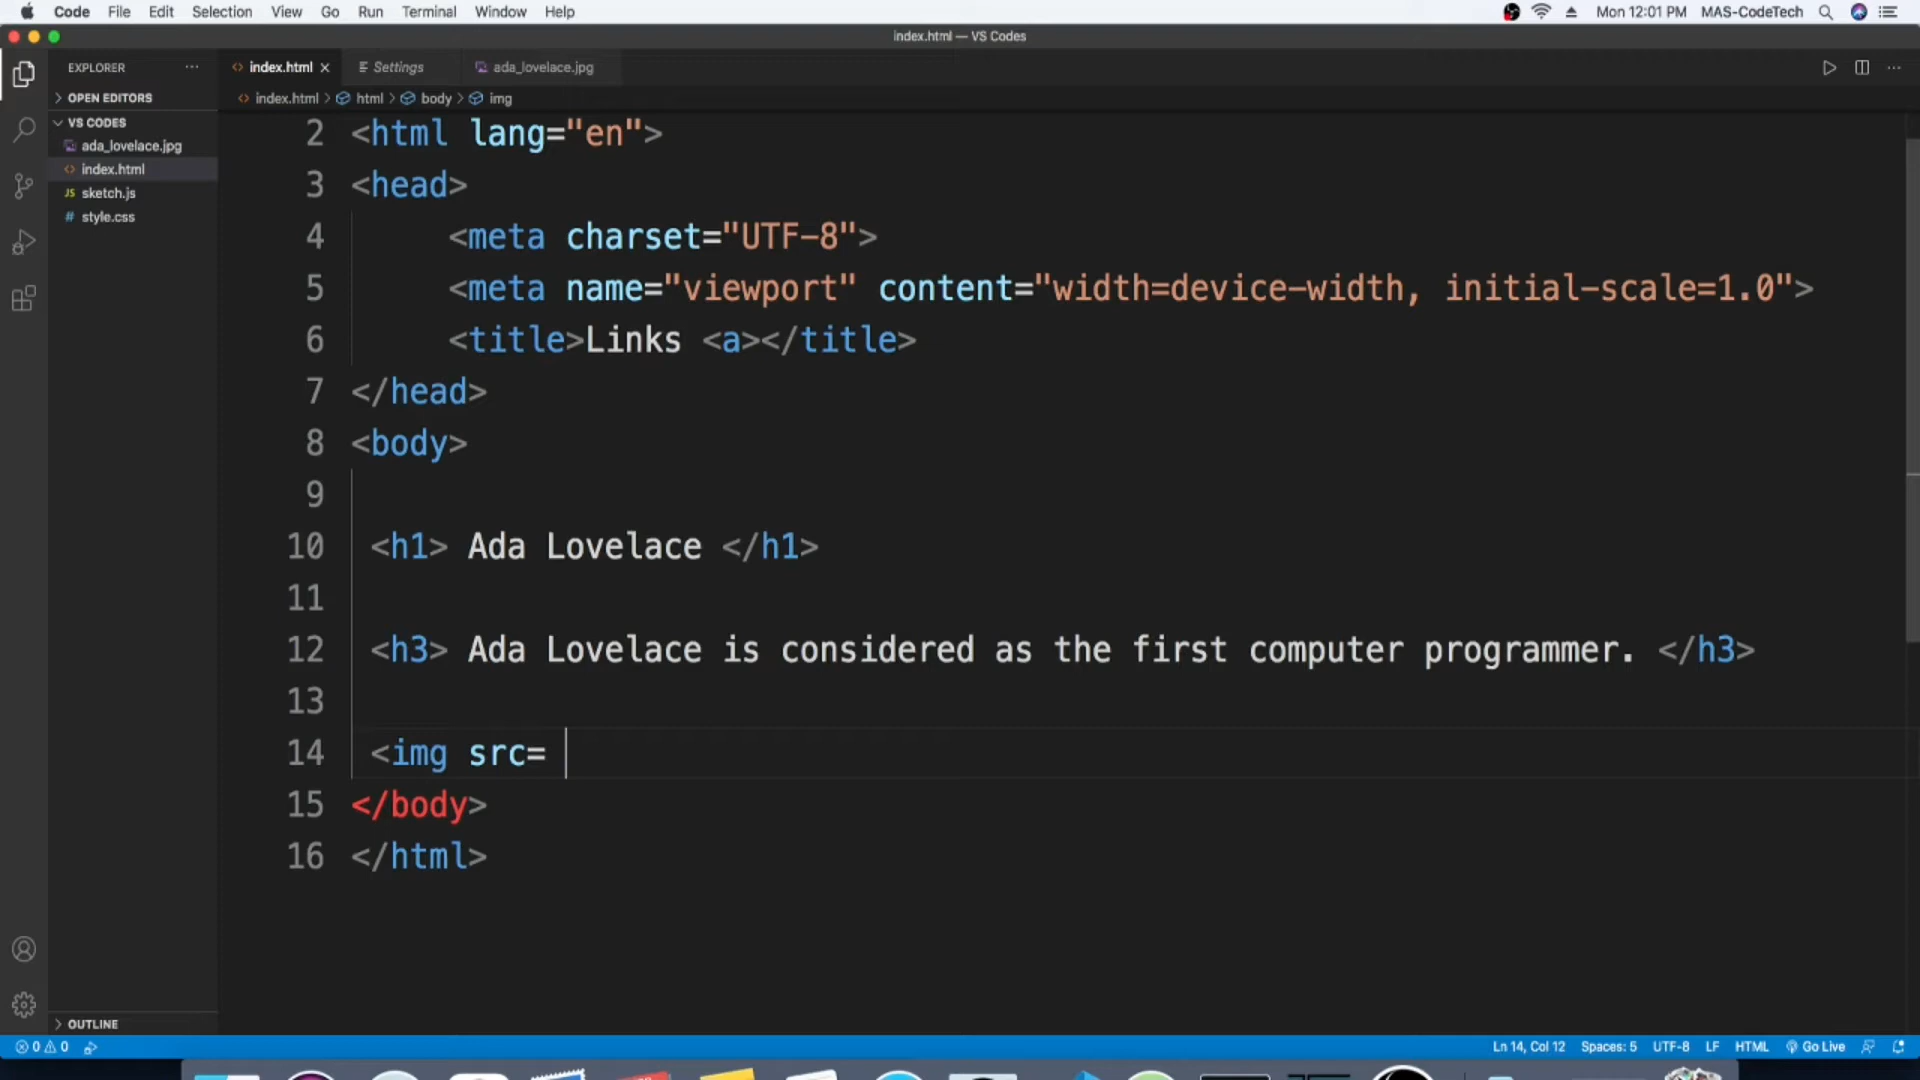 Code File Edit Selection View Go Run Terminal Window Help Mon 12:01 PM MAS-CodeTech
index.html — VS Codes
EXPLORER ··· <> index.html × Settings ada_lovelace.jpg ···
OPEN EDITORS
index.html > html > body > img
VS CODES
ada_lovelace.jpg
<> index.html
JS sketch.js
# style.css
2 <html lang="en">
3 <head>
4 <meta charset="UTF-8">
5 <meta name="viewport" content="width=device-width, initial-scale=1.0">
6 <title>Links <a></title>
7 </head>
8 <body>
9
10 <h1> Ada Lovelace </h1>
11
12 <h3> Ada Lovelace is considered as the first computer programmer. </h3>
13
14 <img src=
15 </body>
16 </html>
OUTLINE
0 0 Ln 14, Col 12 Spaces: 5 UTF-8 LF HTML Go Live